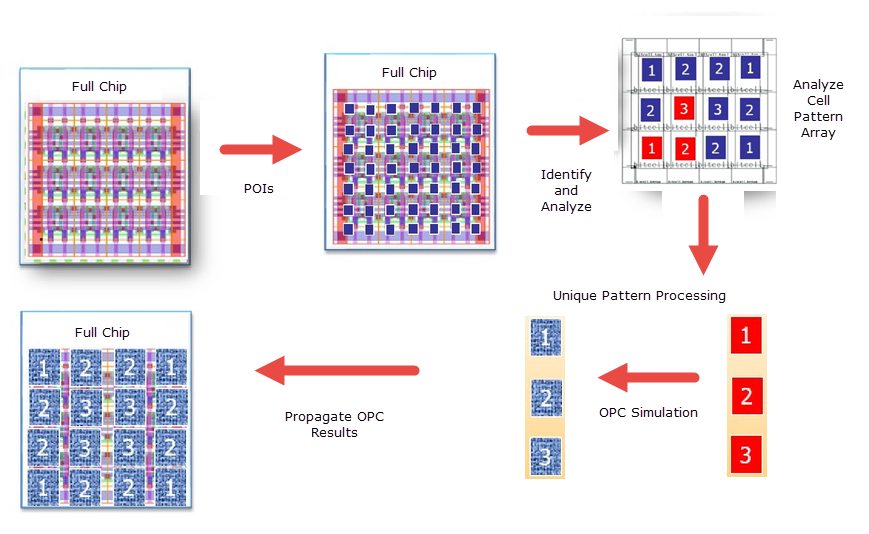 Full Chip
POIs
Full Chip
Identify
and
Analyze
1 2 2 1
2 3 3 2
1 2 2 1
Analyze
Cell
Pattern
Array
Unique Pattern Processing
1
2
3
OPC Simulation
1
2
3
Propagate OPC
Results
Full Chip
1 2 2 1
2 3 3 2
2 3 3 2
1 2 2 1